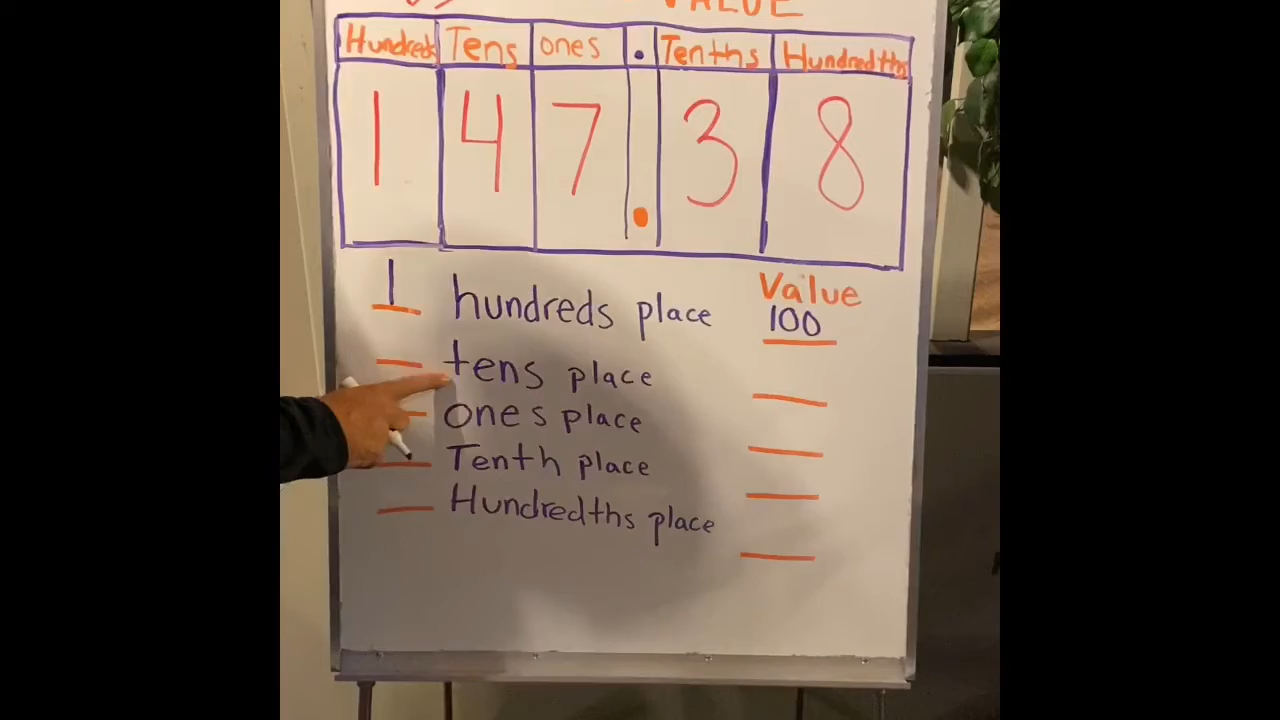 VALUE
Hundreds Tens ones . Tenths Hundredths
1 4 7 . 3 8
Value
1 hundreds place 100
tens place
ones place
Tenth place
Hundredths place